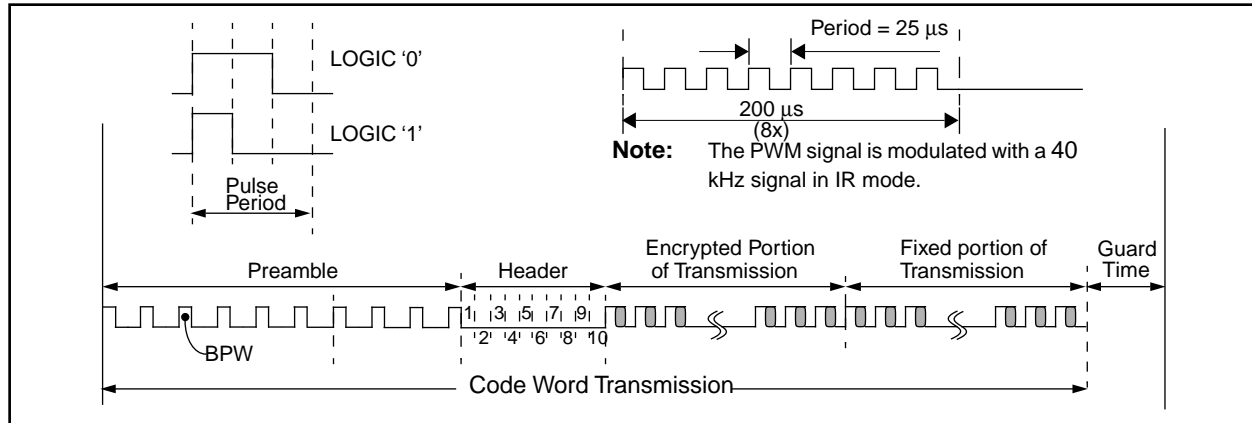 LOGIC ‘0’
LOGIC ‘1’
Pulse
Period
Period = 25 µs
200 µs
(8x)
Note: The PWM signal is modulated with a 40
kHz signal in IR mode.
Preamble
Header
Encrypted Portion
of Transmission
Fixed portion of
Transmission
Guard
Time
1 3 5 7 9
2 4 6 8 10
BPW
Code Word Transmission